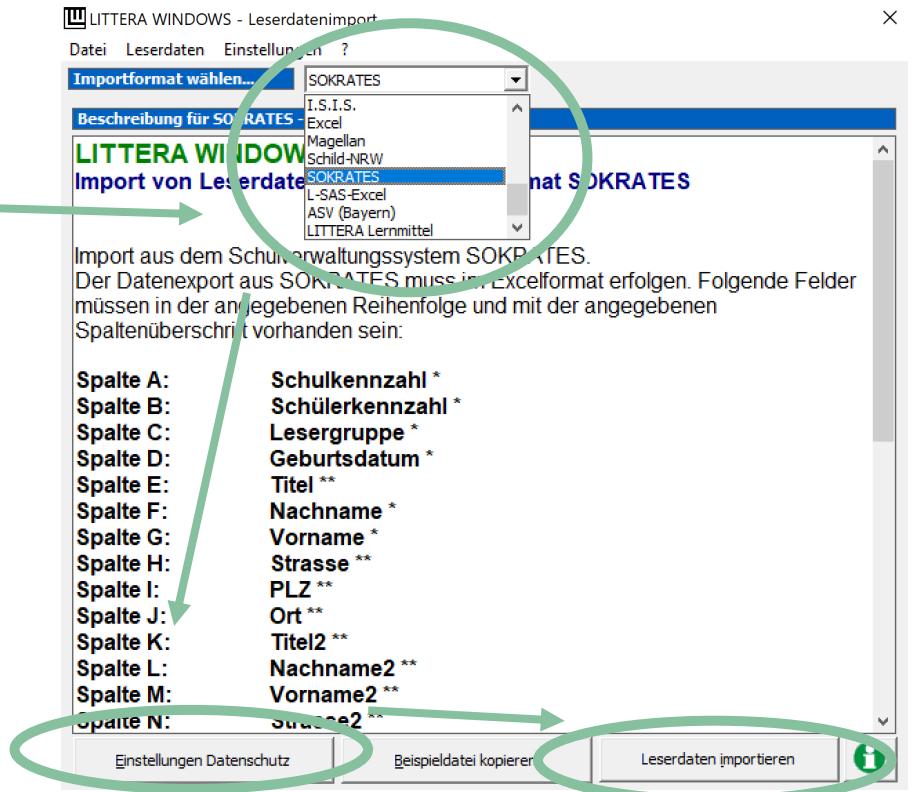 LITTERA WINDOWS - Leserdatenimport
Datei Leserdaten Einstellungen ?
Importformat wählen... SOKRATES
I.S.I.S.
Excel
Magellan
Schild-NRW
SOKRATES
L-SAS-Excel
ASV (Bayern)
LITTERA Lernmittel
Beschreibung für SOKRATES -
LITTERA WINDOW
Import von Leserdate mat SOKRATES
Import aus dem Schulverwaltungssystem SOKRATES.
Der Datenexport aus SOKRATES muss im Excelformat erfolgen. Folgende Felder
müssen in der angegebenen Reihenfolge und mit der angegebenen
Spaltenüberschrift vorhanden sein:
Spalte A: Schulkennzahl *
Spalte B: Schülerkennzahl *
Spalte C: Lesergruppe *
Spalte D: Geburtsdatum *
Spalte E: Titel **
Spalte F: Nachname *
Spalte G: Vorname *
Spalte H: Strasse **
Spalte I: PLZ **
Spalte J: Ort **
Spalte K: Titel2 **
Spalte L: Nachname2 **
Spalte M: Vorname2 **
Spalte N: Strasse2 **
Einstellungen Datenschutz Beispieldatei kopieren Leserdaten importieren